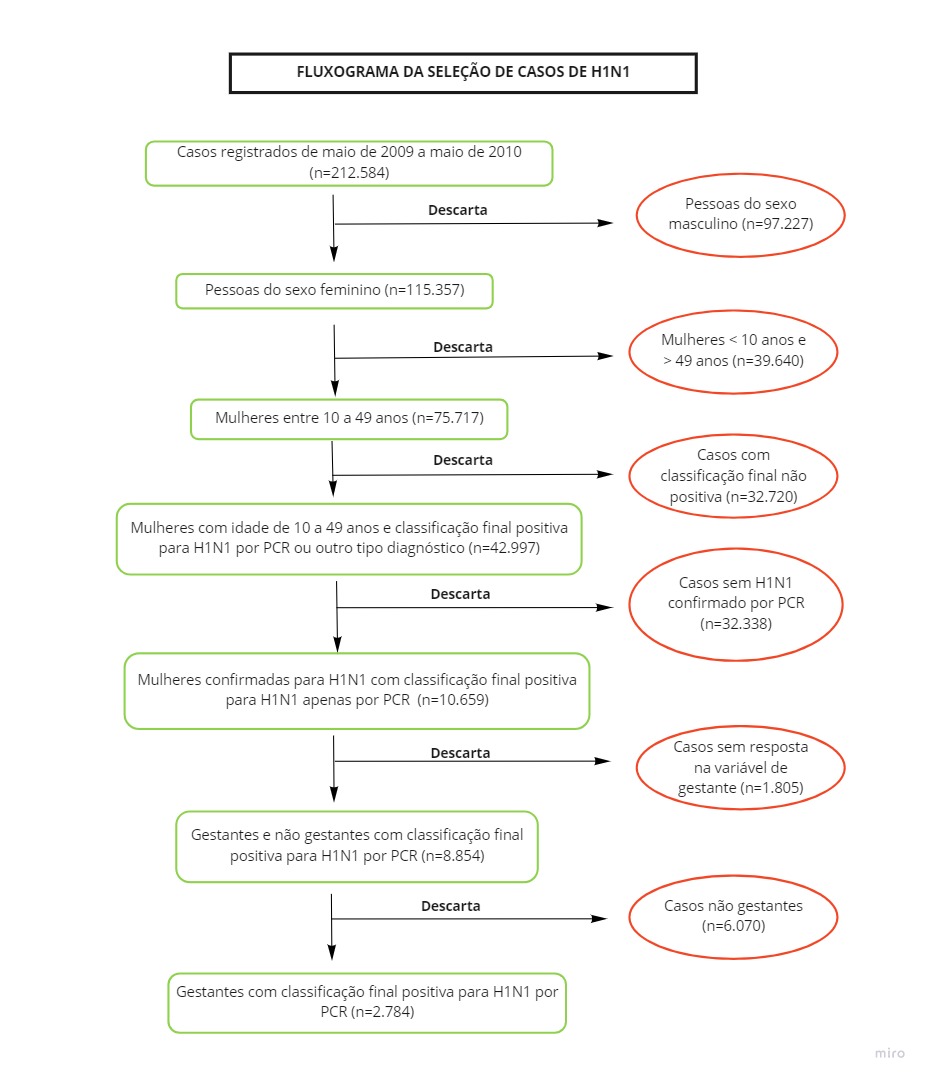 FLUXOGRAMA DA SELEÇÃO DE CASOS DE H1N1
Casos registrados de maio de 2009 a maio de 2010
(n=212.584)
Descarta
Pessoas do sexo
masculino (n=97.227)
Pessoas do sexo feminino (n=115.357)
Descarta
Mulheres < 10 anos e
> 49 anos (n=39.640)
Mulheres entre 10 a 49 anos (n=75.717)
Descarta
Casos com
classificação final não
positiva (n=32.720)
Mulheres com idade de 10 a 49 anos e classificação final positiva
para H1N1 por PCR ou outro tipo diagnóstico (n=42.997)
Descarta
Casos sem H1N1
confirmado por PCR
(n=32.338)
Mulheres confirmadas para H1N1 com classificação final positiva
para H1N1 apenas por PCR (n=10.659)
Descarta
Casos sem resposta
na variável de
gestante (n=1.805)
Gestantes e não gestantes com classificação final
positiva para H1N1 por PCR (n=8.854)
Descarta
Casos não gestantes
(n=6.070)
Gestantes com classificação final positiva para H1N1 por
PCR (n=2.784)
miro